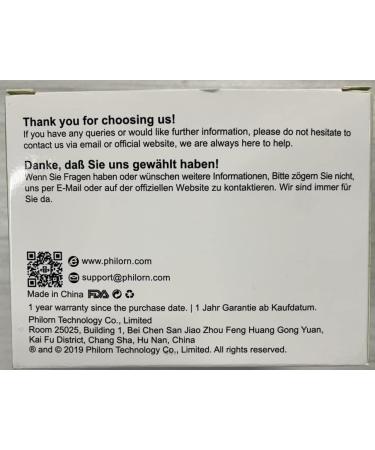 Thank you for choosing us!
If you have any queries or would like further information, please do not hesitate to
contact us via email or official website, we are always here to help.
Danke, daß Sie uns gewählt haben!
Wenn Sie Fragen haben oder wünschen weitere Informationen, Bitte zögern Sie nicht,
uns per E-Mail oder auf der offiziellen Website zu kontaktieren. Wir sind immer für
Sie da.
www.philorn.com
support@philorn.com
Made in China FDA
1 year warranty since the purchase date. | 1 Jahr Garantie ab Kaufdatum.
Philorn Technology Co., Limited
Room 25025, Building 1, Bei Chen San Jiao Zhou Feng Huang Gong Yuan,
Kai Fu District, Chang Sha, Hu Nan, China
® and © 2019 Philorn Technology Co., Limited. All rights reserved.